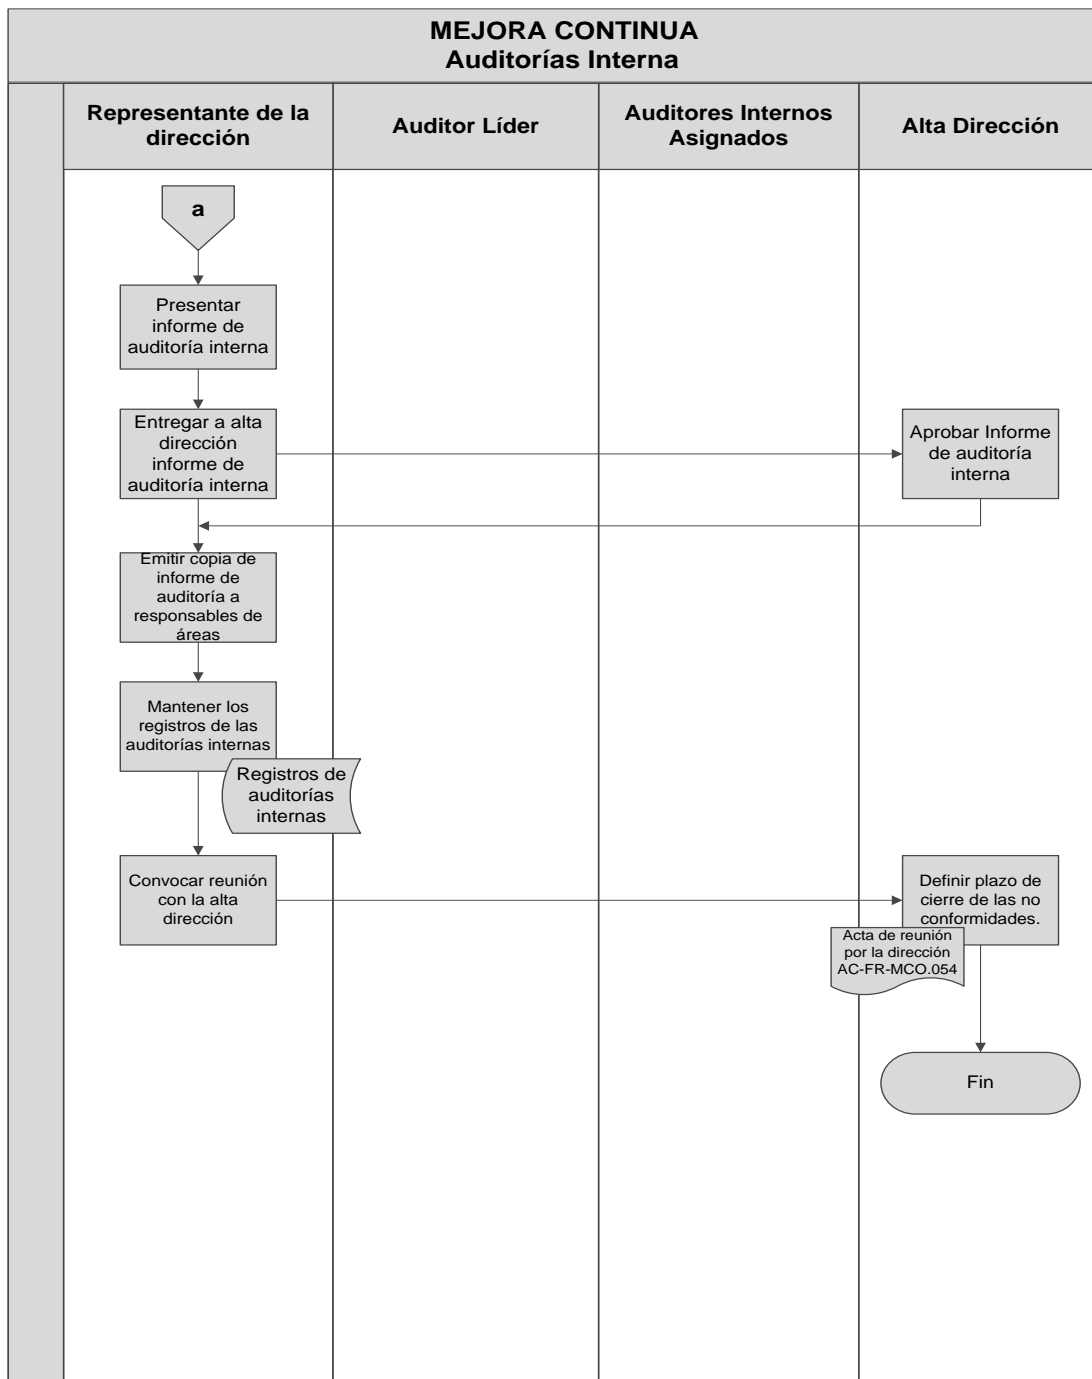 MEJORA CONTINUA
Auditorías Interna
Representante de la
dirección
Auditor Líder
Auditores Internos
Asignados
Alta Dirección
a
Presentar
informe de
auditoría interna
Entregar a alta
dirección
informe de
auditoría interna
Aprobar Informe
de auditoría
interna
Emitir copia de
informe de
auditoría a
responsables de
áreas
Mantener los
registros de las
auditorías internas
Registros de
auditorías
internas
Convocar reunión
con la alta
dirección
Definir plazo de
cierre de las no
conformidades.
Acta de reunión
por la dirección
AC-FR-MCO.054
Fin